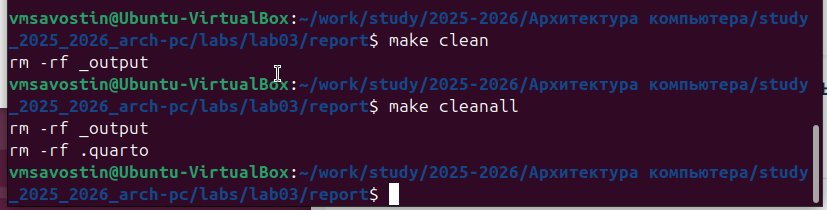 vmsavostin@Ubuntu-VirtualBox:~/work/study/2025-2026/Архитектура компьютера/study
_2025_2026_arch-pc/labs/lab03/report$ make clean
rm -rf _output
vmsavostin@Ubuntu-VirtualBox:~/work/study/2025-2026/Архитектура компьютера/study
_2025_2026_arch-pc/labs/lab03/report$ make cleanall
rm -rf _output
rm -rf .quarto
vmsavostin@Ubuntu-VirtualBox:~/work/study/2025-2026/Архитектура компьютера/study
_2025_2026_arch-pc/labs/lab03/report$